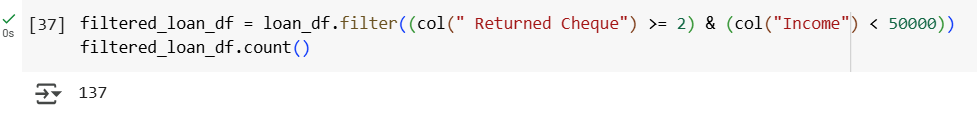 [37] filtered_loan_df = loan_df.filter((col(" Returned Cheque") >= 2) & (col("Income") < 50000))
0s
filtered_loan_df.count()
137